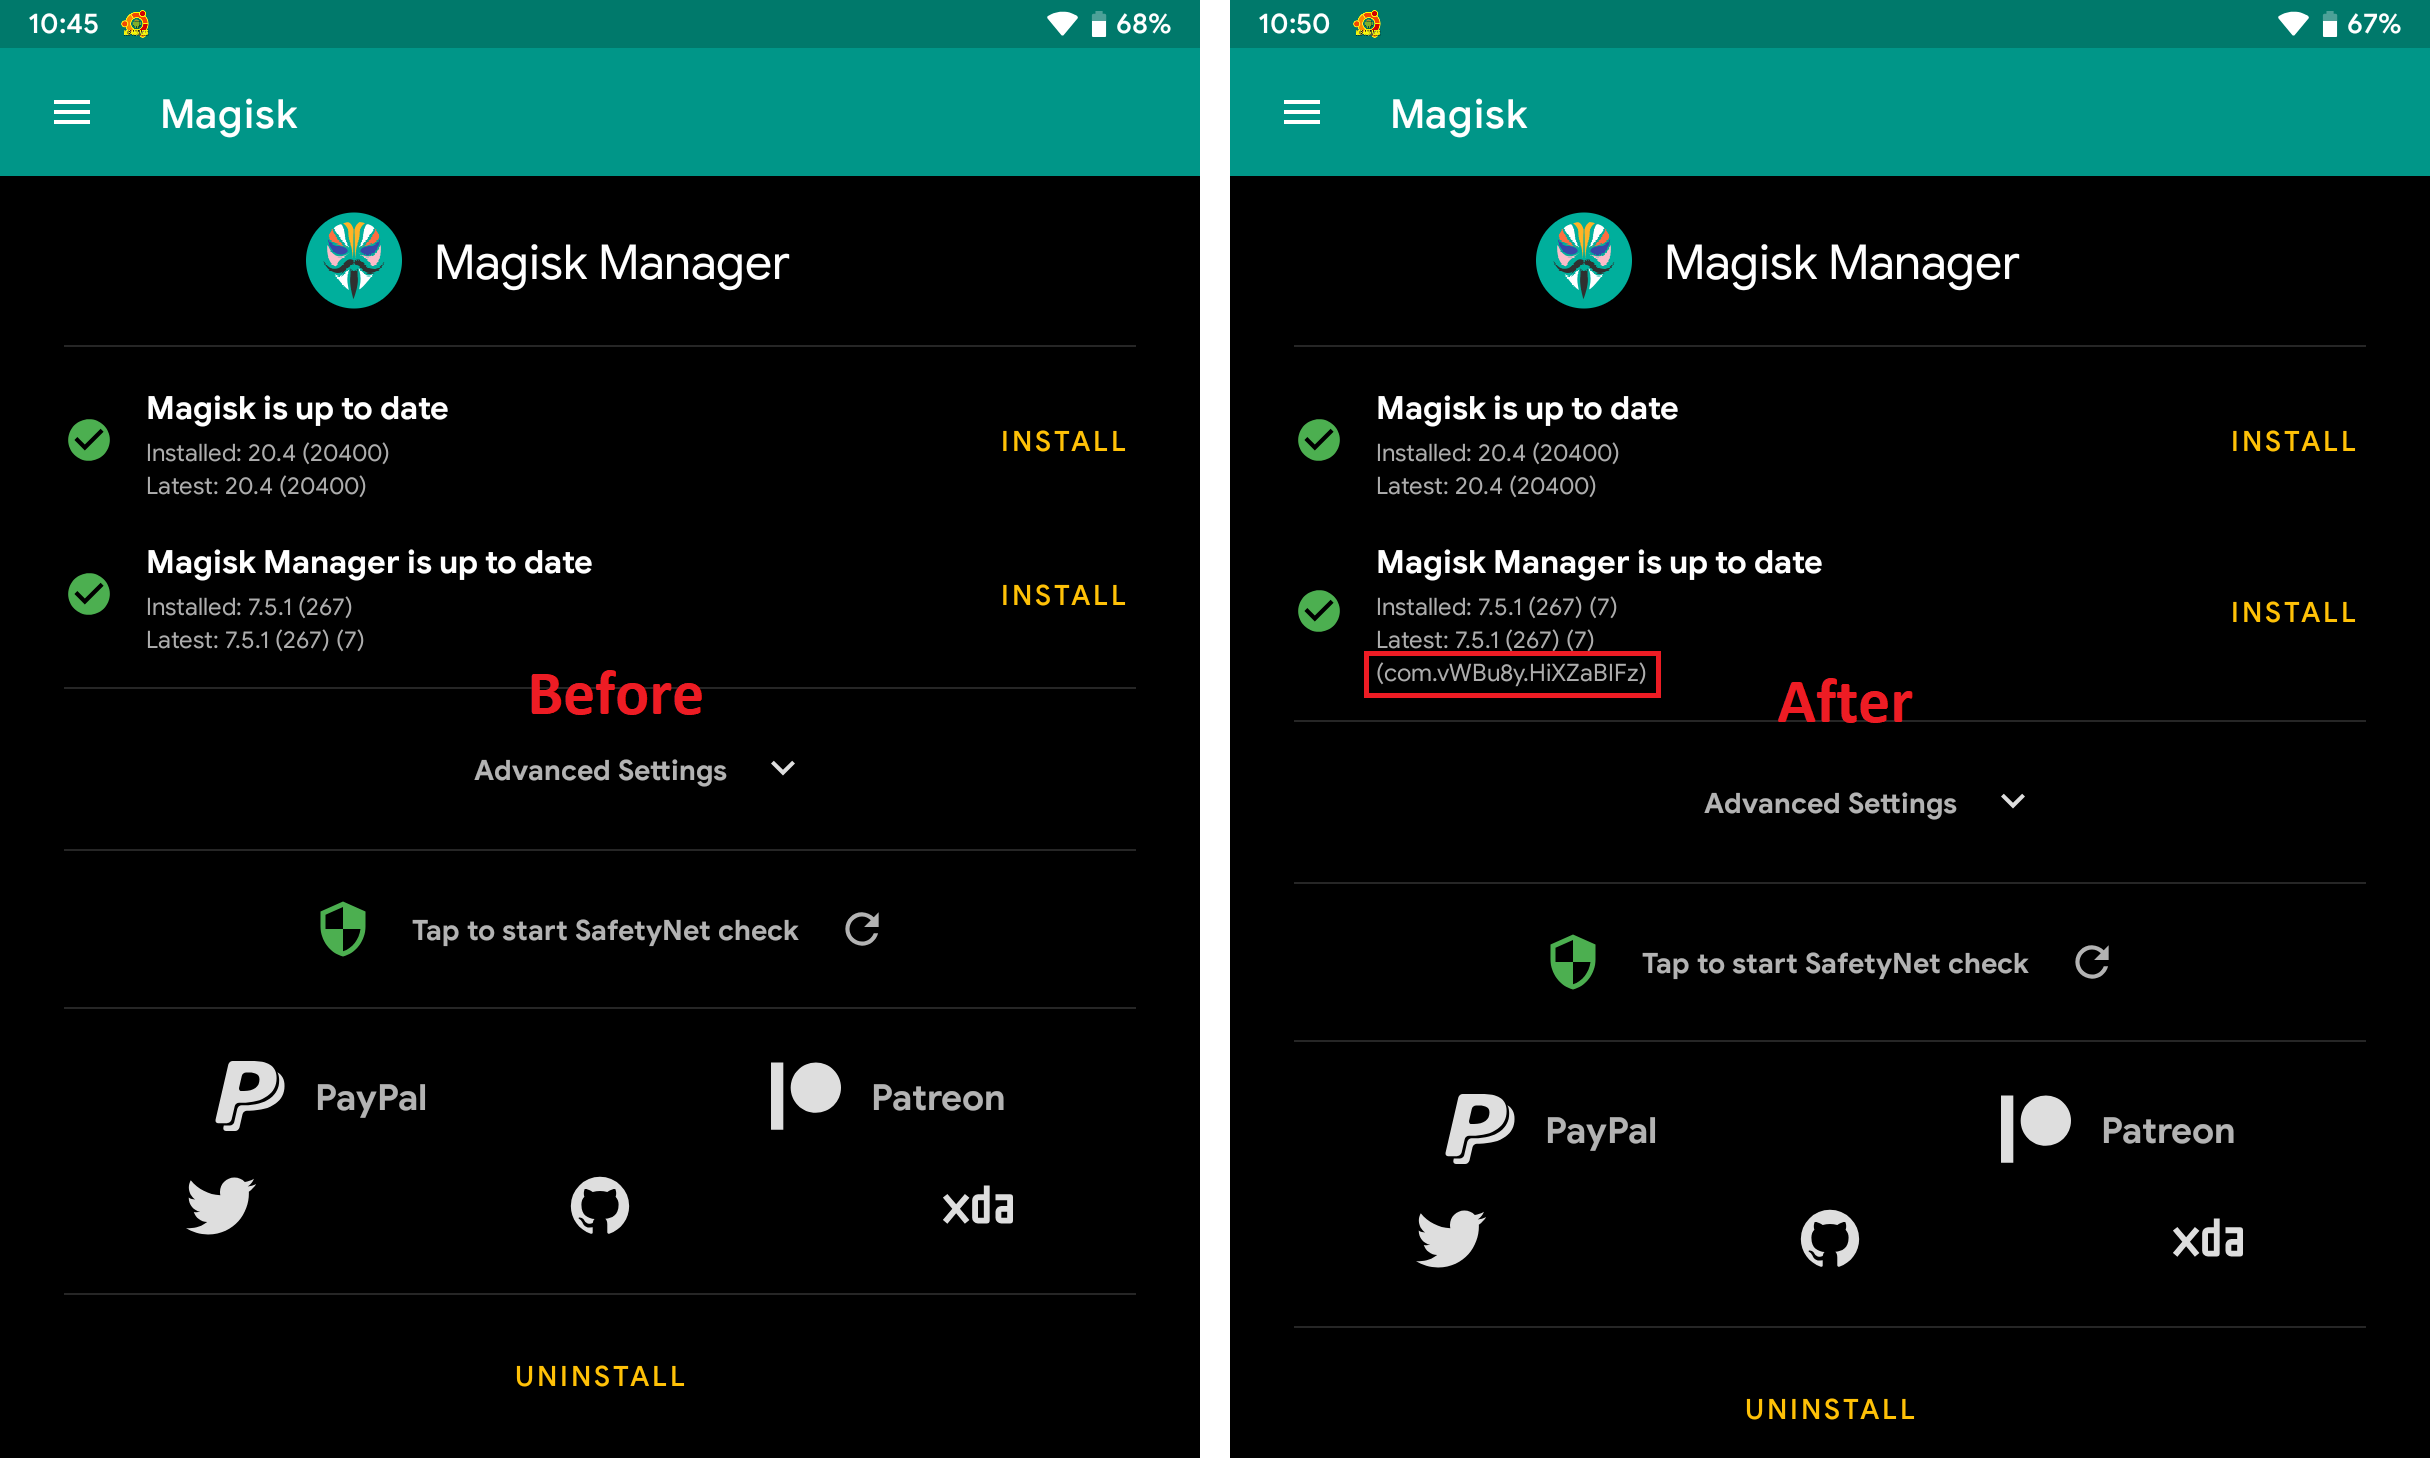 10:45
68%
Magisk
Magisk Manager
Magisk is up to date
Installed: 20.4 (20400)
Latest: 20.4 (20400)
INSTALL
Magisk Manager is up to date
Installed: 7.5.1 (267)
Latest: 7.5.1 (267) (7)
INSTALL
Before
Advanced Settings
Tap to start SafetyNet check
PayPal
Patreon
xda
UNINSTALL
10:50
67%
Magisk
Magisk Manager
Magisk is up to date
Installed: 20.4 (20400)
Latest: 20.4 (20400)
INSTALL
Magisk Manager is up to date
Installed: 7.5.1 (267) (7)
Latest: 7.5.1 (267) (7)
(com.vWBu8y.HiXZaBIFz)
INSTALL
After
Advanced Settings
Tap to start SafetyNet check
PayPal
Patreon
xda
UNINSTALL